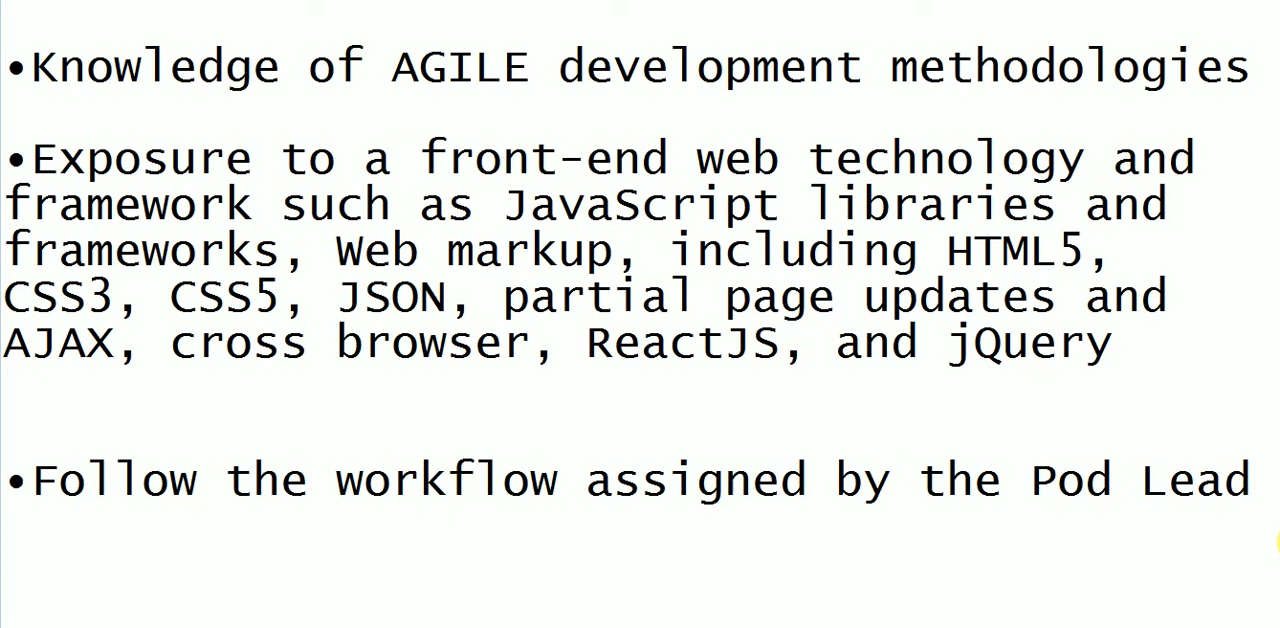 •Knowledge of AGILE development methodologies
•Exposure to a front-end web technology and
framework such as JavaScript libraries and
frameworks, Web markup, including HTML5,
CSS3, CSS5, JSON, partial page updates and
AJAX, cross browser, ReactJS, and jQuery
•Follow the workflow assigned by the Pod Lead